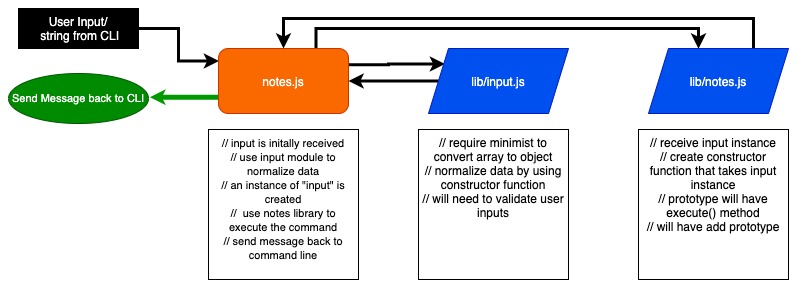 User Input/
string from CLI
notes.js
lib/input.js
lib/notes.js
Send Message back to CLI
// input is initally received
// use input module to
normalize data
// an instance of "input" is
created
// use notes library to
execute the command
// send message back to
command line
// require minimist to
convert array to object
// normalize data by using
constructor function
// will need to validate user
inputs
// receive input instance
// create constructor
function that takes input
instance
// prototype will have
execute() method
// will have add prototype